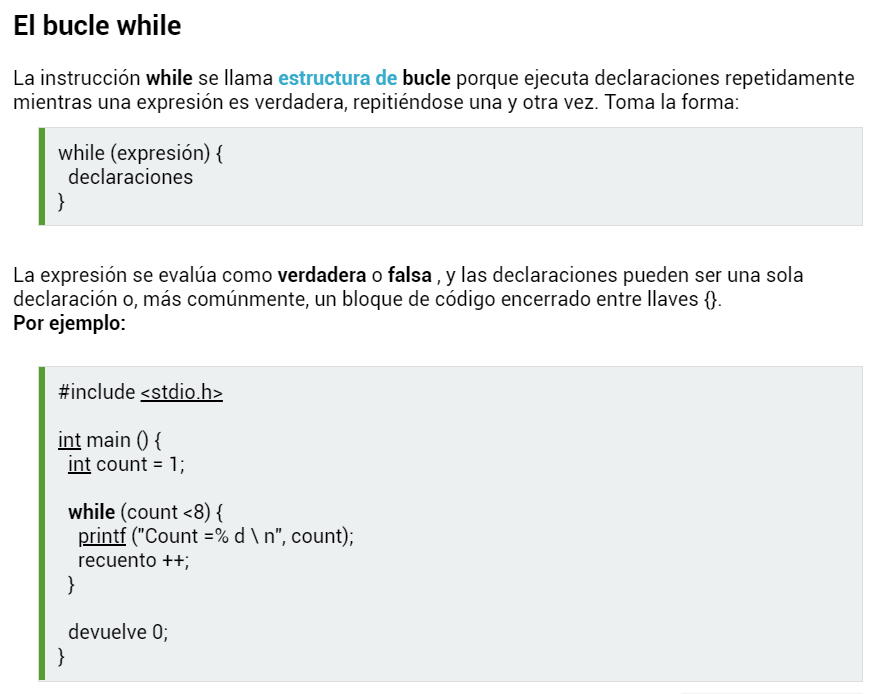 El bucle while
La instrucción while se llama estructura de bucle porque ejecuta declaraciones repetidamente
mientras una expresión es verdadera, repitiéndose una y otra vez. Toma la forma:
while (expresión) {
declaraciones
}
La expresión se evalúa como verdadera o falsa , y las declaraciones pueden ser una sola
declaración o, más comúnmente, un bloque de código encerrado entre llaves {}.
Por ejemplo:
#include <stdio.h>
int main () {
int count = 1;
while (count <8) {
printf ("Count =% d \ n", count);
recuento ++;
}
devuelve 0;
}